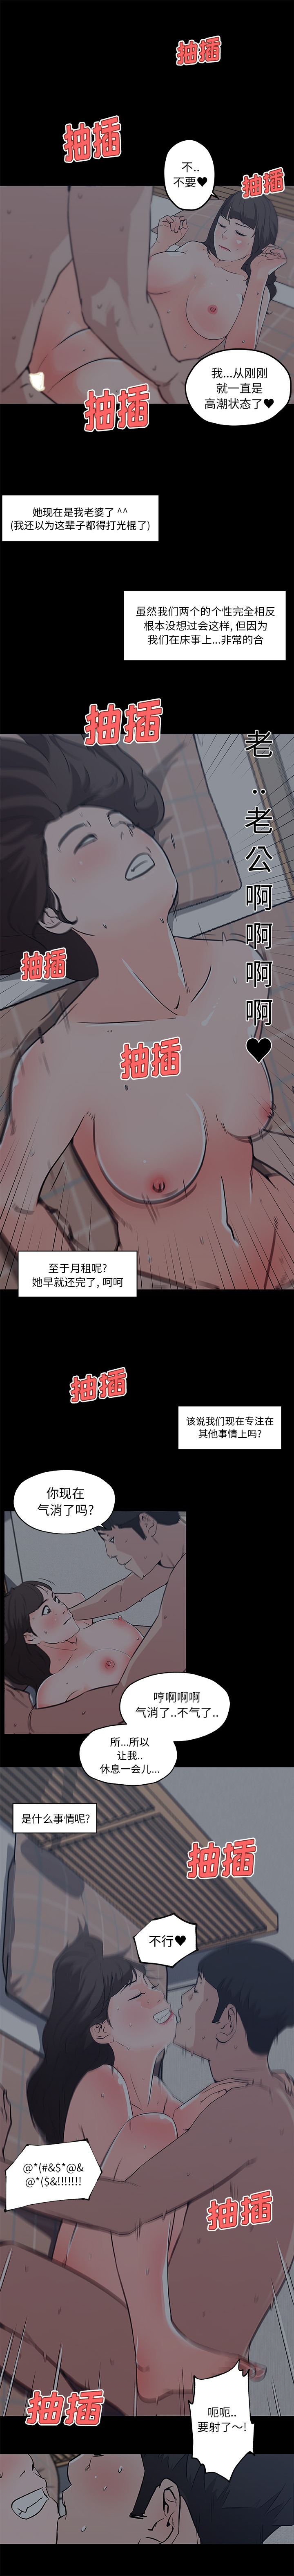 抽插
抽插
不..
不要♥
抽插
我...从刚刚
就一直是
高潮状态了♥
抽插
她现在是我老婆了 ^^
(我还以为这辈子都得打光棍了)
虽然我们两个的个性完全相反
根本没想过会这样, 但因为
我们在床事上...非常的合
抽插
老..老公啊啊啊啊♥
抽插
抽插
至于月租呢?
她早就还完了, 呵呵
抽插
该说我们现在专注在
其他事情上吗?
你现在
气消了吗?
哼啊啊啊
气消了..不气了..
所...所以
让我..
休息一会儿...
是什么事情呢?
抽插
不行♥
@*(#&$*@&
@*($&!!!!!!!
抽插
抽插
呃呃..
要射了~!